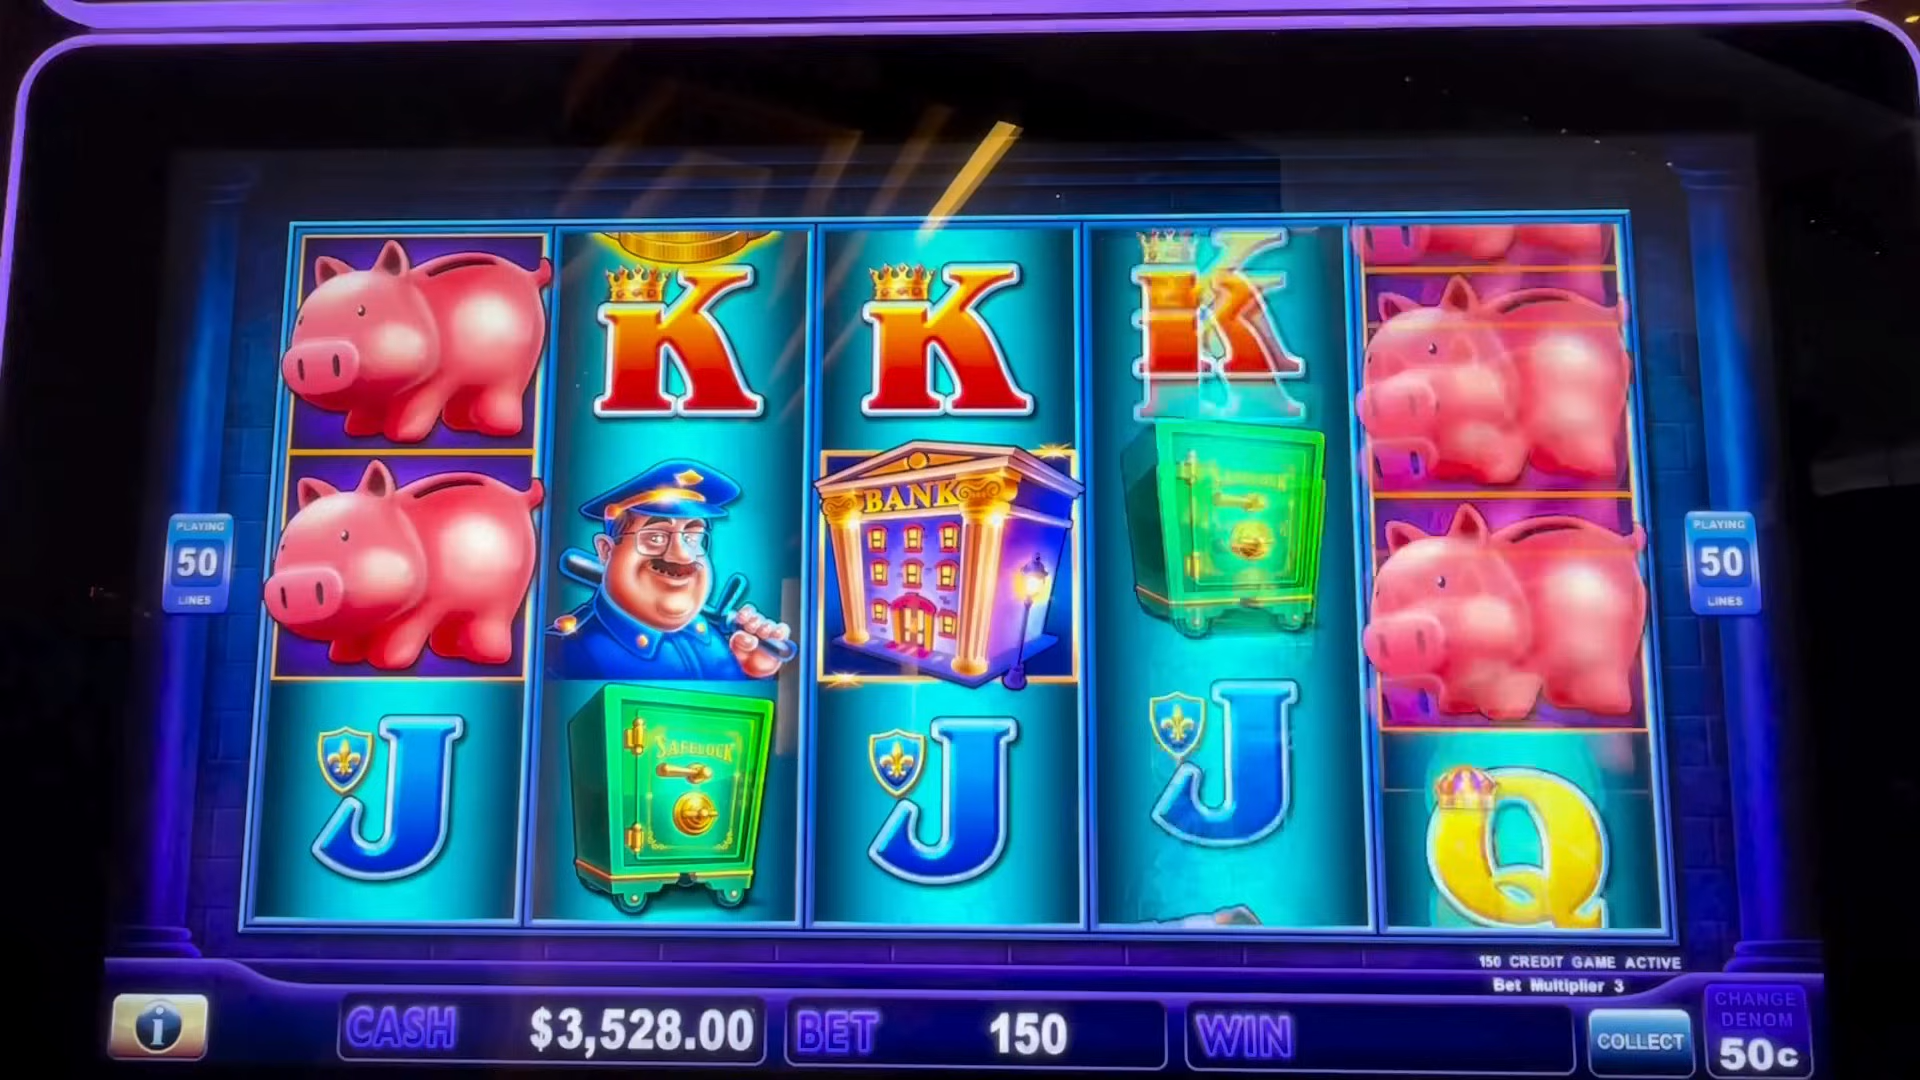 K
K
K
BANK
SAFELOCK
PLAYING
50
LINES
PLAYING
50
LINES
J
SAFELOCK
J
J
Q
150 CREDIT GAME ACTIVE
Bet Multiplier 3
i
CASH $3,528.00
BET 150
WIN
COLLECT
CHANGE
DENOM
50c